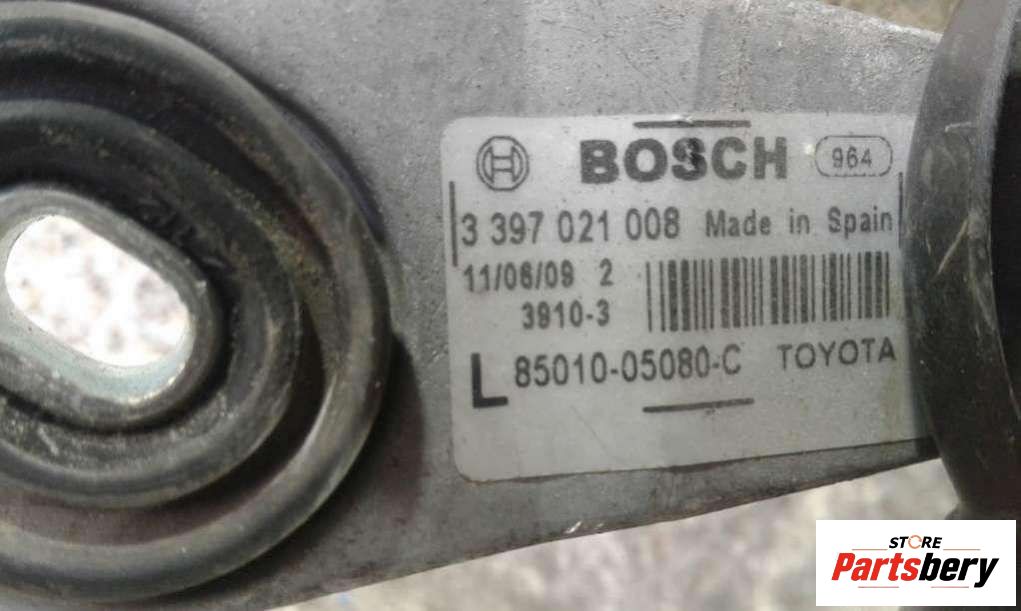 BOSCH 964
3 397 021 008 Made in Spain
11/06/09 2
3910-3
L 85010-05080-C TOYOTA
STORE
Partsbery